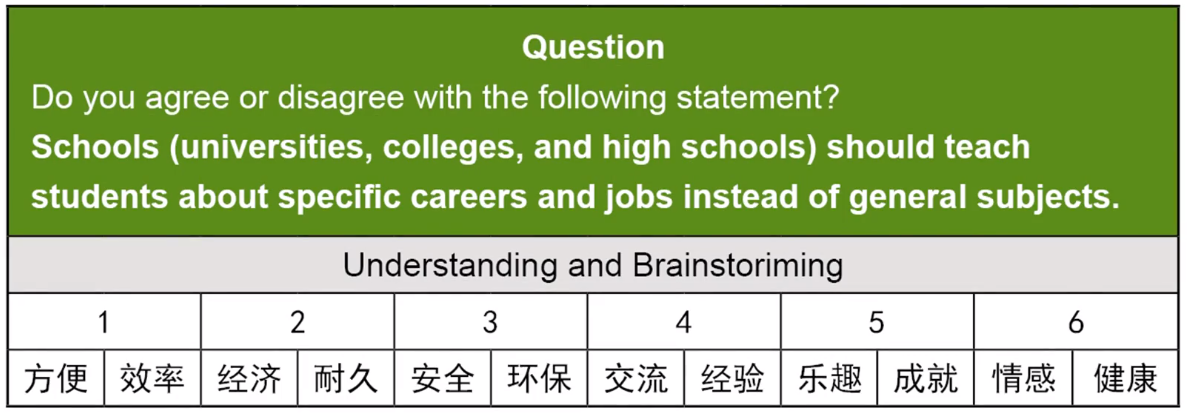 Question
Do you agree or disagree with the following statement?
Schools (universities, colleges, and high schools) should teach
students about specific careers and jobs instead of general subjects.
Understanding and Brainstoriming
1 2 3 4 5 6
方便 效率 经济 耐久 安全 环保 交流 经验 乐趣 成就 情感 健康